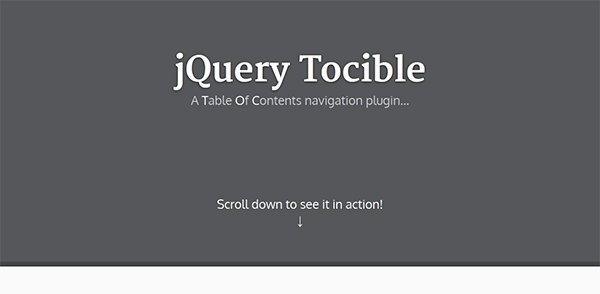 jQuery Tocible
A Table Of Contents navigation plugin...
Scroll down to see it in action!
↓